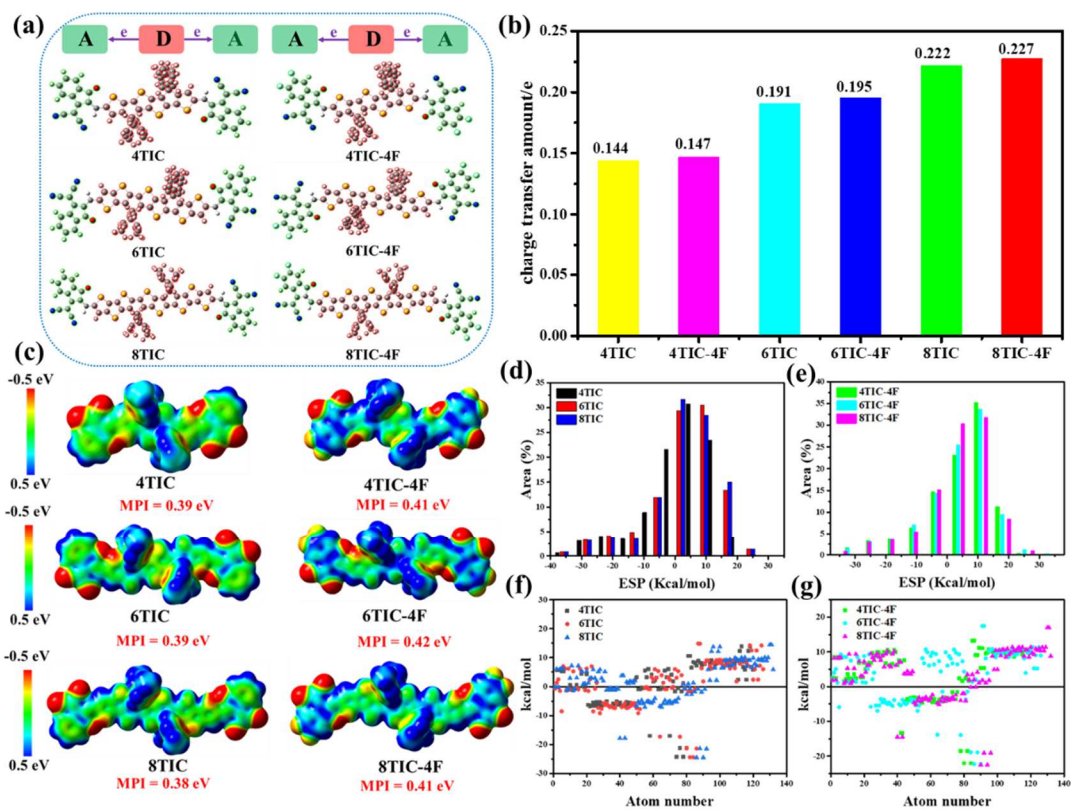 (a)
A e D e A A e D e A
4TIC 4TIC-4F
6TIC 6TIC-4F
8TIC 8TIC-4F
(b)
charge transfer amount/e
0.20
0.15
0.10
0.05
0.00
0.144
0.147
0.191
0.195
0.222
0.227
4TIC 4TIC-4F 6TIC 6TIC-4F 8TIC 8TIC-4F
(c)
-0.5 eV
0.5 eV
4TIC 4TIC-4F
MPI = 0.39 eV MPI = 0.41 eV
-0.5 eV
0.5 eV
6TIC 6TIC-4F
MPI = 0.39 eV MPI = 0.42 eV
-0.5 eV
0.5 eV
8TIC 8TIC-4F
MPI = 0.38 eV MPI = 0.41 eV
(d)
4TIC
6TIC
8TIC
Area (%)
35
30
25
20
15
10
5
0
-40 -30 -20 -10 0 10 20 30
ESP (Kcal/mol)
(e)
4TIC-4F
6TIC-4F
8TIC-4F
Area (%)
40
35
30
25
20
15
10
5
0
-30 -20 -10 0 10 20 30
ESP (Kcal/mol)
(f)
4TIC
6TIC
8TIC
kcal/mol
30
20
10
0
-10
-20
-30
0 20 40 60 80 100 120 140
Atom number
(g)
4TIC-4F
6TIC-4F
8TIC-4F
kcal/mol
20
10
0
-10
-20
0 20 40 60 80 100 120 140
Atom number